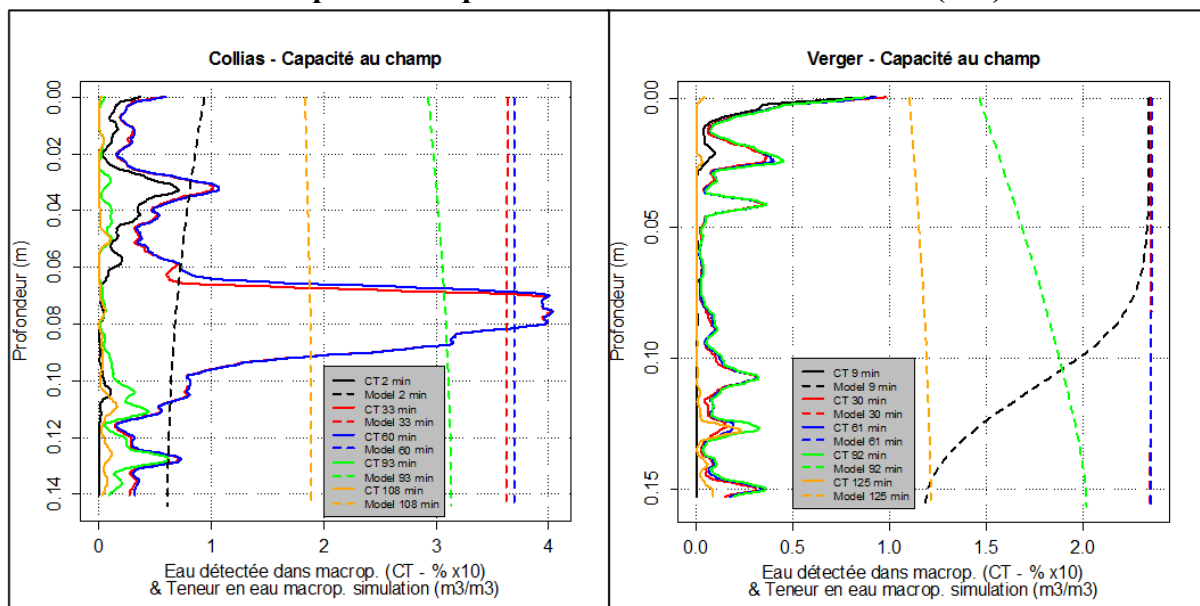 Collias - Capacité au champ
Profondeur (m)
0.00
0.02
0.04
0.06
0.08
0.10
0.12
0.14
CT 2 min
Model 2 min
CT 33 min
Model 33 min
CT 60 min
Model 60 min
CT 93 min
Model 93 min
CT 108 min
Model 108 min
0 1 2 3 4
Eau détectée dans macrop. (CT - % x10)
& Teneur en eau macrop. simulation (m3/m3)
Verger - Capacité au champ
Profondeur (m)
0.00
0.05
0.10
0.15
CT 9 min
Model 9 min
CT 30 min
Model 30 min
CT 61 min
Model 61 min
CT 92 min
Model 92 min
CT 125 min
Model 125 min
0.0 0.5 1.0 1.5 2.0
Eau détectée dans macrop. (CT - % x10)
& Teneur en eau macrop. simulation (m3/m3)